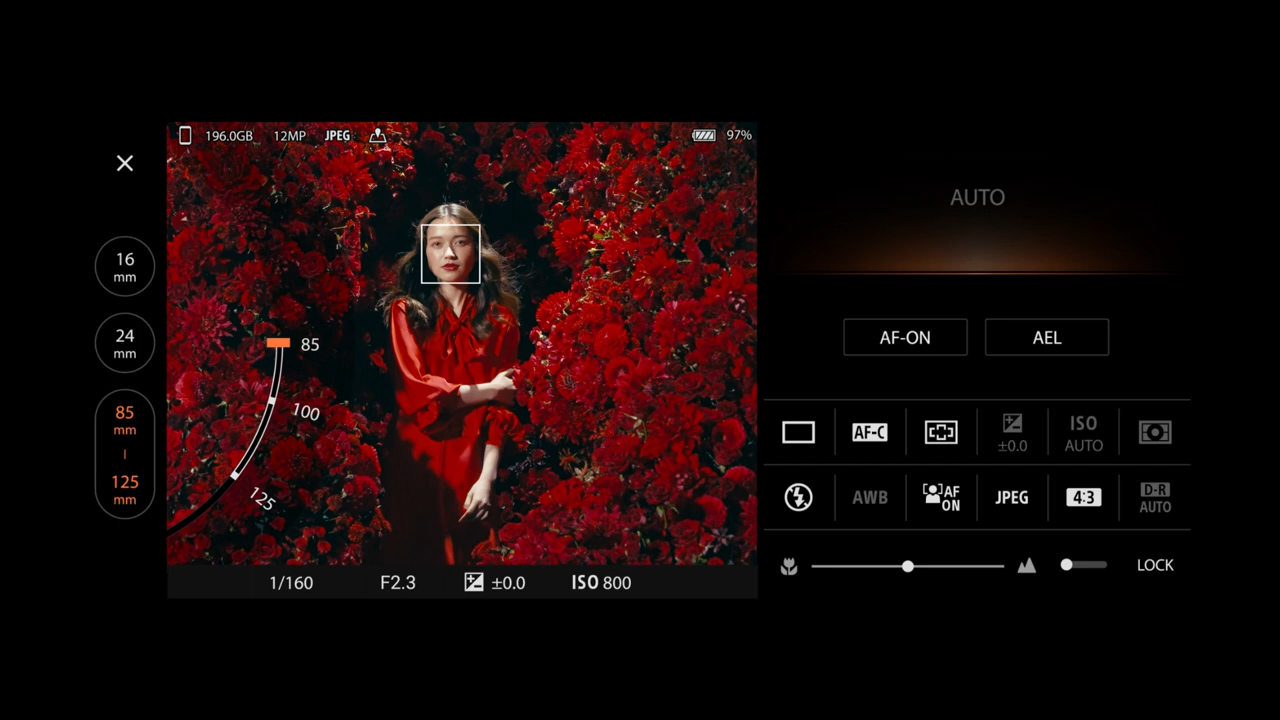 196.0GB 12MP JPEG 97%
16
mm
24
mm
85
mm
125
mm
85
100
125
1/160 F2.3 ±0.0 ISO 800
AUTO
AF-ON AEL
AF-C ±0.0 ISO AUTO
AWB AF ON JPEG 4:3 D-R AUTO
LOCK